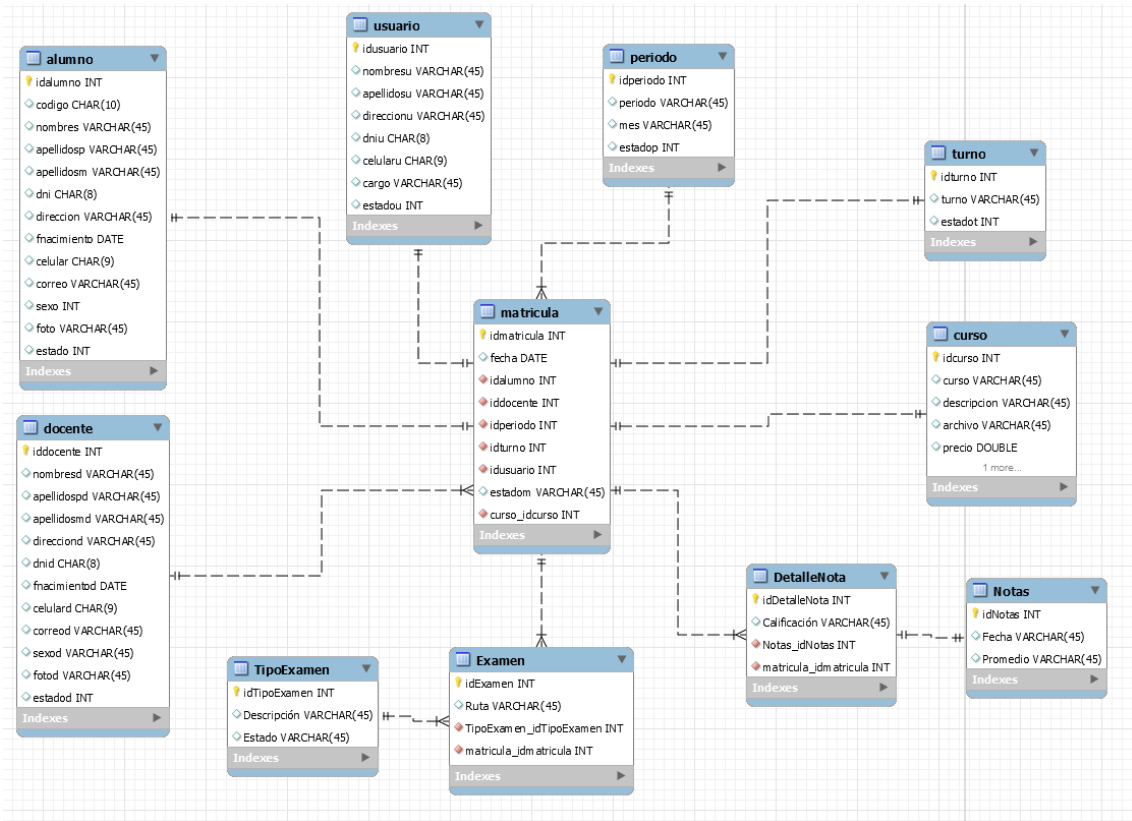 alumno
idalumno INT
codigo CHAR(10)
nombres VARCHAR(45)
apellidosp VARCHAR(45)
apellidosm VARCHAR(45)
dni CHAR(8)
direccion VARCHAR(45)
fnacimiento DATE
celular CHAR(9)
correo VARCHAR(45)
sexo INT
foto VARCHAR(45)
estado INT
Indexes
usuario
idusuario INT
nombresu VARCHAR(45)
apellidosu VARCHAR(45)
direccionu VARCHAR(45)
dniu CHAR(8)
celularu CHAR(9)
cargo VARCHAR(45)
estadou INT
Indexes
periodo
idperiodo INT
periodo VARCHAR(45)
mes VARCHAR(45)
estadop INT
Indexes
turno
idturno INT
turno VARCHAR(45)
estadot INT
Indexes
matricula
idmatricula INT
fecha DATE
idalumno INT
iddocente INT
idperiodo INT
idturno INT
idusuario INT
estadom VARCHAR(45)
curso_idcurso INT
Indexes
curso
idcurso INT
curso VARCHAR(45)
descripcion VARCHAR(45)
archivo VARCHAR(45)
precio DOUBLE
1 more...
Indexes
docente
iddocente INT
nombresd VARCHAR(45)
apellidospd VARCHAR(45)
apellidosmd VARCHAR(45)
direcciond VARCHAR(45)
dnid CHAR(8)
fnacimientod DATE
celulard CHAR(9)
correod VARCHAR(45)
sexod VARCHAR(45)
fotod VARCHAR(45)
estadod INT
Indexes
TipoExamen
idTipoExamen INT
Descripción VARCHAR(45)
Estado VARCHAR(45)
Indexes
Examen
idExamen INT
Ruta VARCHAR(45)
TipoExamen_idTipoExamen INT
matricula_idmatricula INT
Indexes
DetalleNota
idDetalleNota INT
Calificación VARCHAR(45)
Notas_idNotas INT
matricula_idmatricula INT
Indexes
Notas
idNotas INT
Fecha VARCHAR(45)
Promedio VARCHAR(45)
Indexes